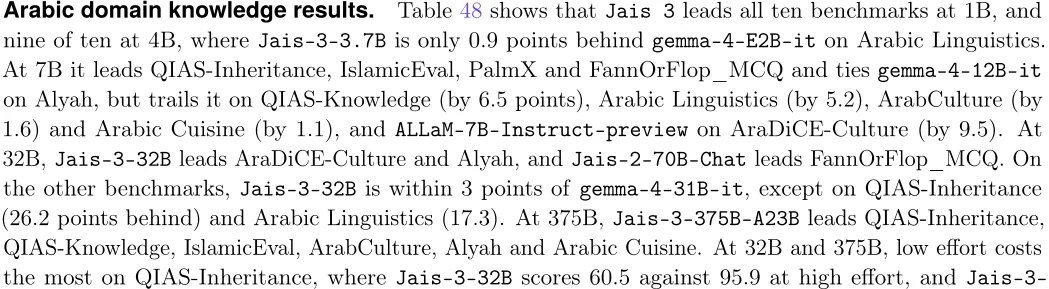 Arabic domain knowledge results. Table 48 shows that Jais 3 leads all ten benchmarks at 1B, and
nine of ten at 4B, where Jais-3-3.7B is only 0.9 points behind gemma-4-E2B-it on Arabic Linguistics.
At 7B it leads QIAS-Inheritance, IslamicEval, PalmX and FannOrFlop_MCQ and ties gemma-4-12B-it
on Alyah, but trails it on QIAS-Knowledge (by 6.5 points), Arabic Linguistics (by 5.2), ArabCulture (by
1.6) and Arabic Cuisine (by 1.1), and ALLaM-7B-Instruct-preview on AraDiCE-Culture (by 9.5). At
32B, Jais-3-32B leads AraDiCE-Culture and Alyah, and Jais-2-70B-Chat leads FannOrFlop_MCQ. On
the other benchmarks, Jais-3-32B is within 3 points of gemma-4-31B-it, except on QIAS-Inheritance
(26.2 points behind) and Arabic Linguistics (17.3). At 375B, Jais-3-375B-A23B leads QIAS-Inheritance,
QIAS-Knowledge, IslamicEval, ArabCulture, Alyah and Arabic Cuisine. At 32B and 375B, low effort costs
the most on QIAS-Inheritance, where Jais-3-32B scores 60.5 against 95.9 at high effort, and Jais-3-